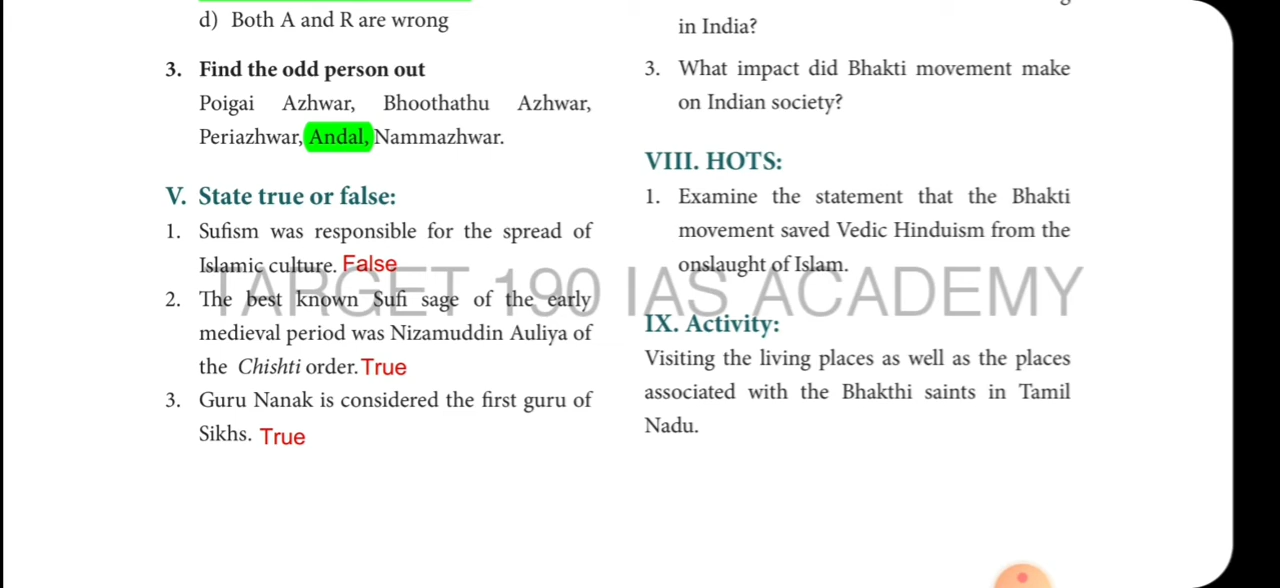 d) Both A and R are wrong
3. Find the odd person out
Poigai Azhwar, Bhoothathu Azhwar,
Periazhwar, Andal, Nammazhwar.
V. State true or false:
1. Sufism was responsible for the spread of
Islamic culture. False
2. The best known Sufi sage of the early
medieval period was Nizamuddin Auliya of
the Chishti order. True
3. Guru Nanak is considered the first guru of
Sikhs. True
in India?
3. What impact did Bhakti movement make
on Indian society?
VIII. HOTS:
1. Examine the statement that the Bhakti
movement saved Vedic Hinduism from the
onslaught of Islam.
IX. Activity:
Visiting the living places as well as the places
associated with the Bhakthi saints in Tamil
Nadu.
TARGET 190 IAS ACADEMY